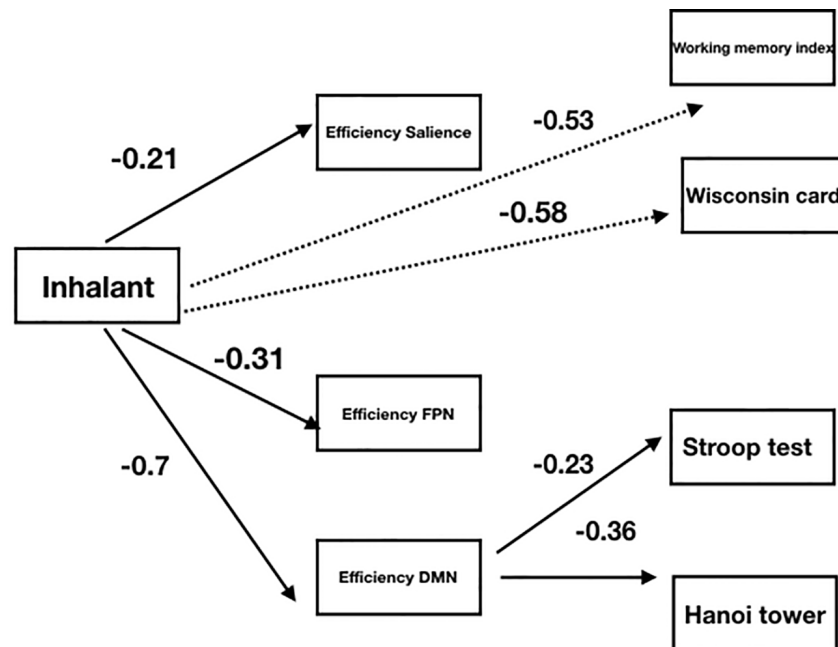 Working memory index
-0.53
Efficiency Salience
-0.21
Wisconsin card
-0.58
Inhalant
-0.31
Efficiency FPN
Stroop test
-0.23
-0.7
-0.36
Efficiency DMN
Hanoi tower